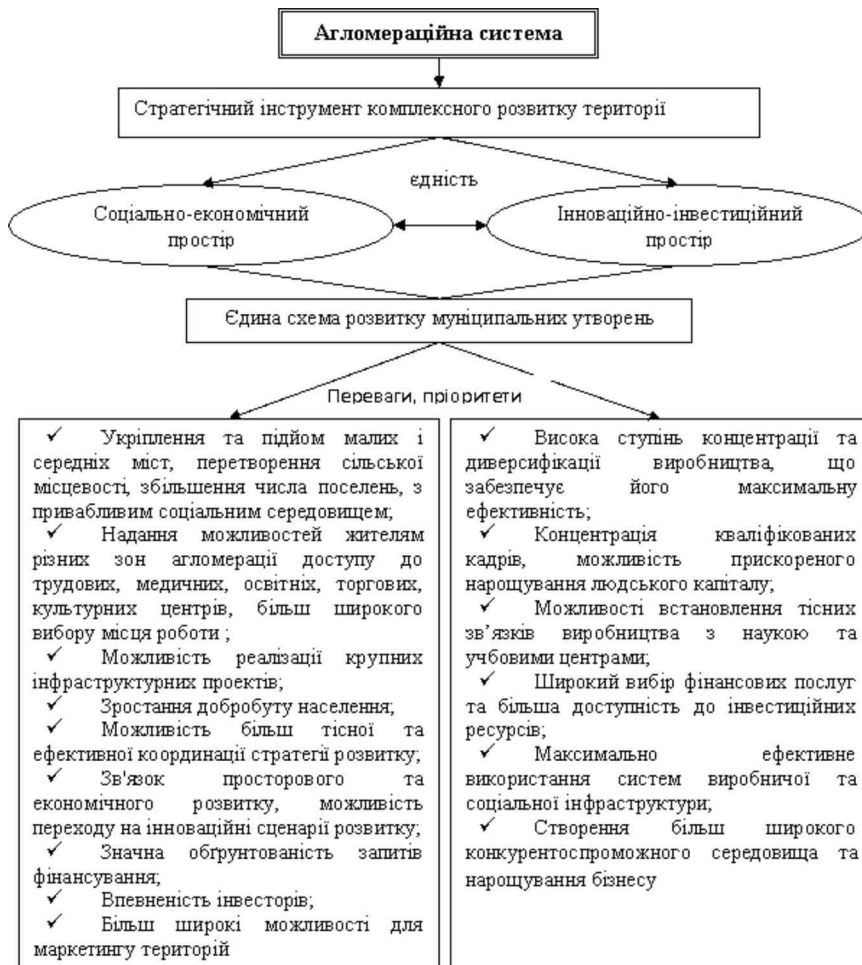 Агломераційна система
Стратегічний інструмент комплексного розвитку території
єдність
Соціально-економічний
простір
Інноваційно-інвестиційний
простір
Єдина схема розвитку муніципальних утворень
Переваги, пріоритети
✓ Укріплення та підйом малих і
середніх міст, перетворення сільської
місцевості, збільшення числа поселень, з
привабливим соціальним середовищем;
✓ Надання можливостей жителям
різних зон агломерації доступу до
трудових, медичних, освітніх, торгових,
культурних центрів, більш широкого
вибору місця роботи ;
✓ Можливість реалізації крупних
інфраструктурних проектів;
✓ Зростання добробуту населення;
✓ Можливість більш тісної та
ефективної координації стратегії розвитку;
✓ Зв'язок просторового та
економічного розвитку, можливість
переходу на інноваційні сценарії розвитку;
✓ Значна обґрунтованість запитів
фінансування;
✓ Впевненість інвесторів;
✓ Більш широкі можливості для
маркетингу територій
✓ Висока ступінь концентрації та
диверсифікації виробництва, що
забезпечує його максимальну
ефективність;
✓ Концентрація кваліфікованих
кадрів, можливість прискореного
нарощування людського капіталу;
✓ Можливості встановлення тісних
зв’язків виробництва з наукою та
учбовими центрами;
✓ Широкий вибір фінансових послуг
та більша доступність до інвестиційних
ресурсів;
✓ Максимально ефективне
використання систем виробничої та
соціальної інфраструктури;
✓ Створення більш широкого
конкурентоспроможного середовища та
нарощування бізнесу